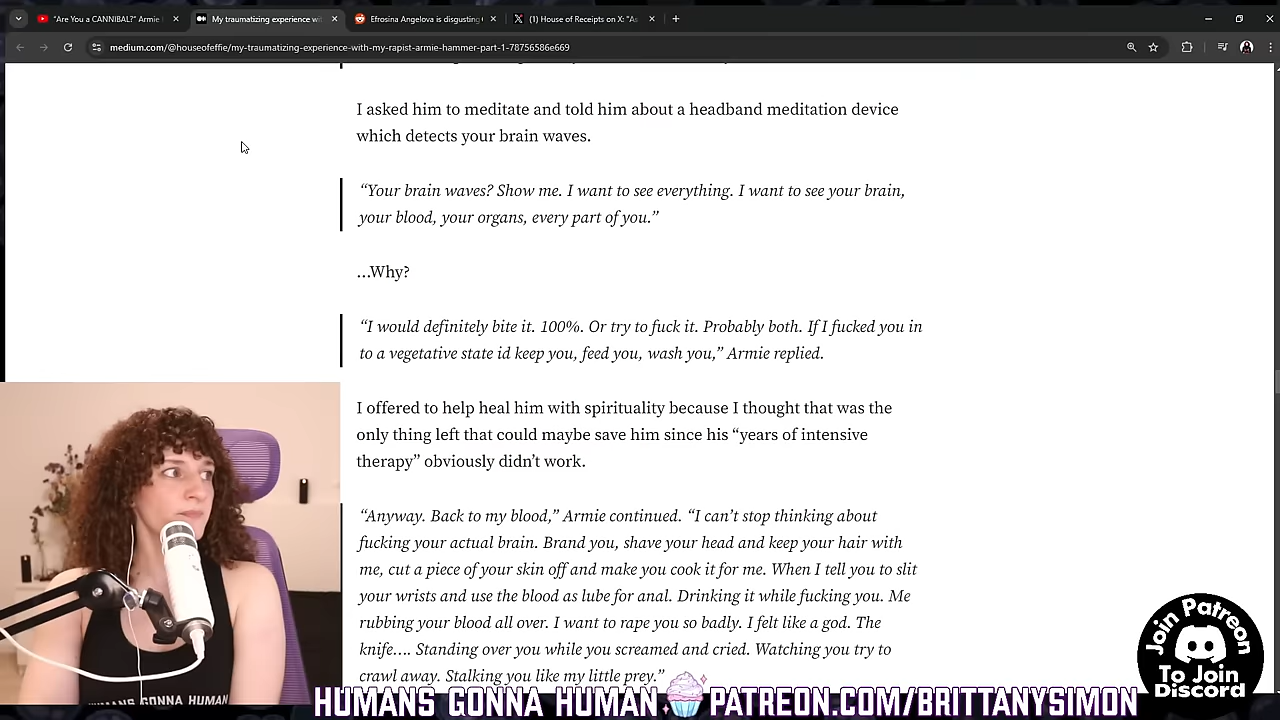 "Are You a CANNIBAL?" Armie
My traumatizing experience wi
Efrosina Angelova is disgusting
(1) House of Receipts on X: "As
medium.com/@houseofeffie/my-traumatizing-experience-with-my-rapist-armie-hammer-part-1-78756586e669
I asked him to meditate and told him about a headband meditation device
which detects your brain waves.
“Your brain waves? Show me. I want to see everything. I want to see your brain,
your blood, your organs, every part of you.”
…Why?
“I would definitely bite it. 100%. Or try to fuck it. Probably both. If I fucked you in
to a vegetative state id keep you, feed you, wash you,” Armie replied.
I offered to help heal him with spirituality because I thought that was the
only thing left that could maybe save him since his “years of intensive
therapy” obviously didn’t work.
“Anyway. Back to my blood,” Armie continued. “I can’t stop thinking about
fucking your actual brain. Brand you, shave your head and keep your hair with
me, cut a piece of your skin off and make you cook it for me. When I tell you to slit
your wrists and use the blood as lube for anal. Drinking it while fucking you. Me
rubbing your blood all over. I want to rape you so badly. I felt like a god. The
knife…. Standing over you while you screamed and cried. Watching you try to
crawl away. Stalking you like my little prey.”
Join Patreon
To Join
Discord
HUMANS GONNA HUMAN
HUMANS GONNA HUMAN PATREON.COM/BRITTANYSIMON